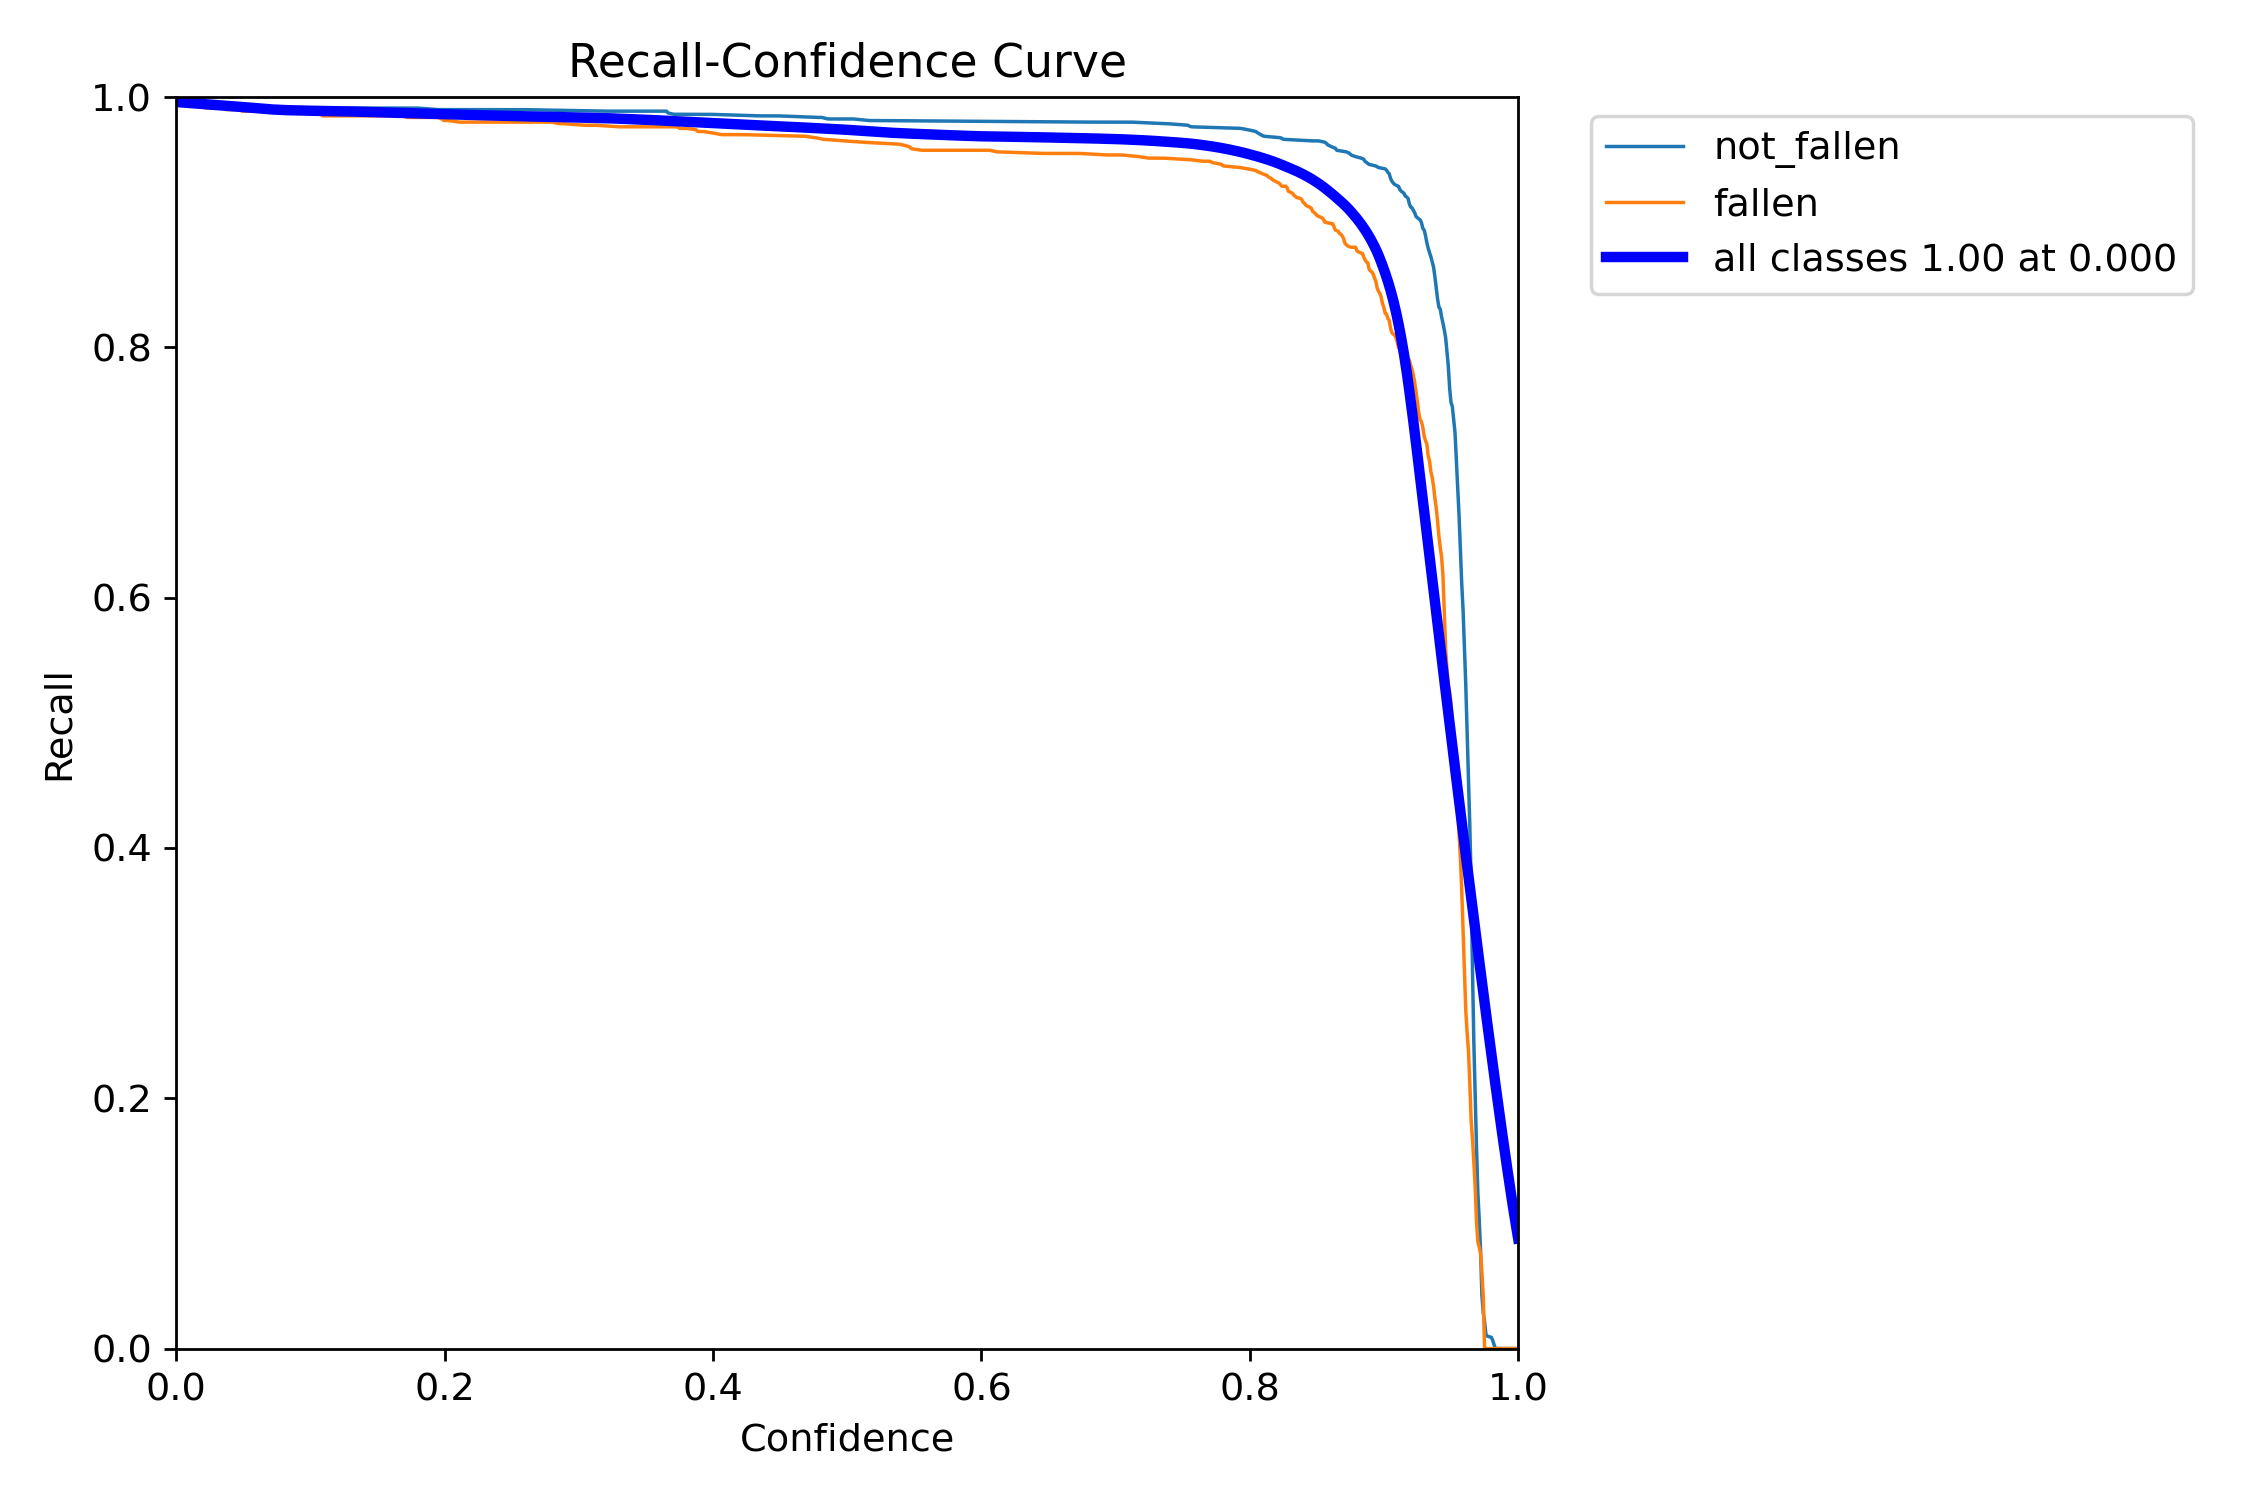 Recall-Confidence Curve
not_fallen
fallen
all classes 1.00 at 0.000
Recall
1.0
0.8
0.6
0.4
0.2
0.0
0.0 0.2 0.4 0.6 0.8 1.0
Confidence